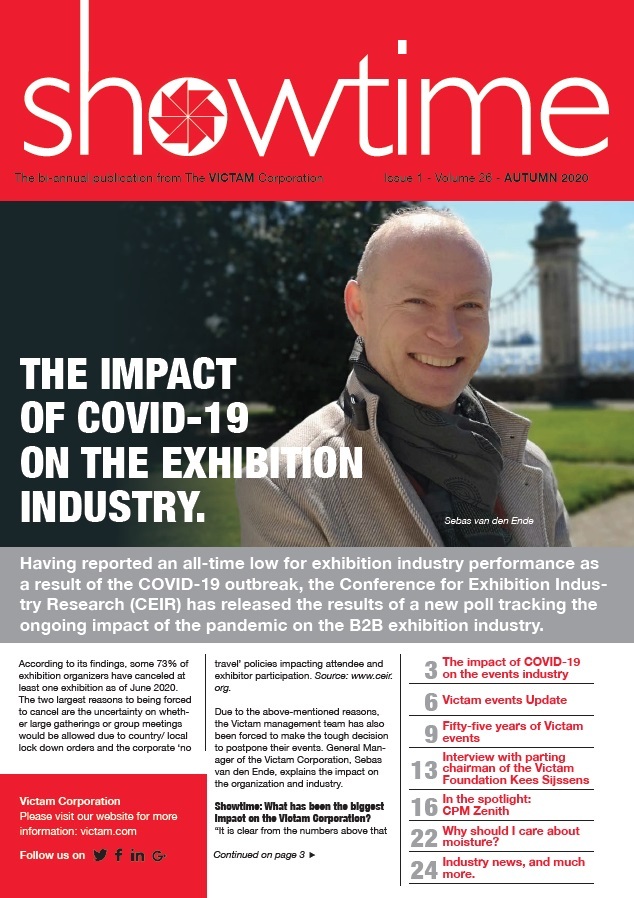 showtime
The bi-annual publication from The VICTAM Corporation
Issue 1 - Volume 26 - AUTUMN 2020
THE IMPACT
OF COVID-19
ON THE EXHIBITION
INDUSTRY.
Sebas van den Ende
Having reported an all-time low for exhibition industry performance as
a result of the COVID-19 outbreak, the Conference for Exhibition Indus-
try Research (CEIR) has released the results of a new poll tracking the
ongoing impact of the pandemic on the B2B exhibition industry.
According to its findings, some 73% of
exhibition organizers have canceled at
least one exhibition as of June 2020.
The two largest reasons to being forced
to cancel are the uncertainty on wheth-
er large gatherings or group meetings
would be allowed due to country/ local
lock down orders and the corporate ‘no
travel’ policies impacting attendee and
exhibitor participation. Source: www.ceir.
org.
Due to the above-mentioned reasons,
the Victam management team has also
been forced to make the tough decision
to postpone their events. General Man-
ager of the Victam Corporation, Sebas
van den Ende, explains the impact on
the organization and industry.
Showtime: What has been the biggest
impact on the Victam Corporation?
“It is clear from the numbers above that
Continued on page 3 ►
3 The impact of COVID-19
on the events industry
6 Victam events Update
9 Fifty-five years of Victam
events
13 Interview with parting
chairman of the Victam
Foundation Kees Sijssens
16 In the spotlight:
CPM Zenith
22 Why should I care about
moisture?
24 Industry news, and much
more.
Victam Corporation
Please visit our website for more
information: victam.com
Follow us on